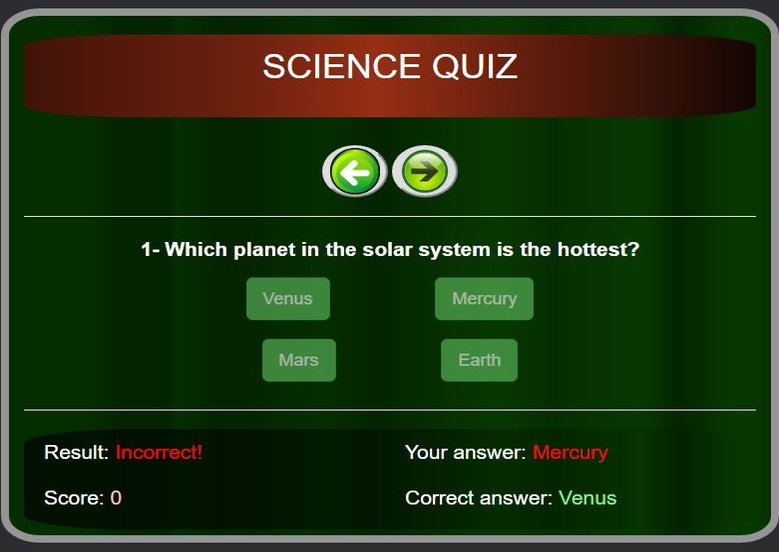 SCIENCE QUIZ
1- Which planet in the solar system is the hottest?
Venus Mercury
Mars Earth
Result: Incorrect! Your answer: Mercury
Score: 0 Correct answer: Venus